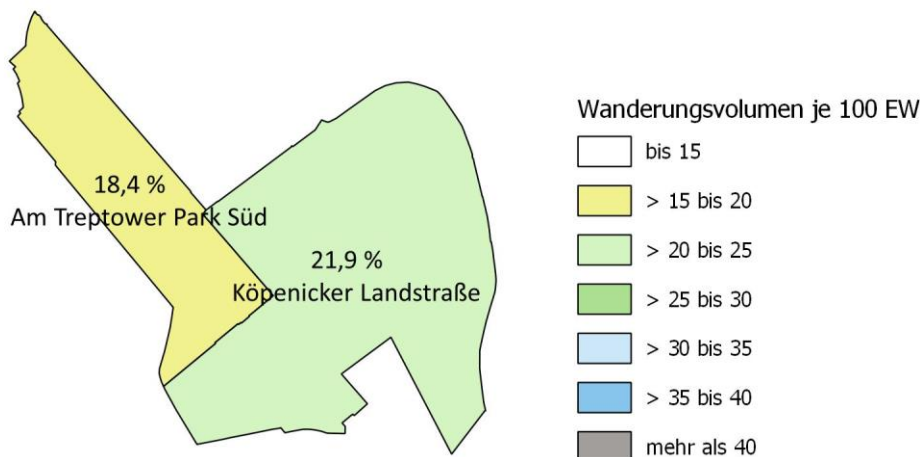 18,4 %
Am Treptower Park Süd
21,9 %
Köpenicker Landstraße
Wanderungsvolumen je 100 EW
bis 15
> 15 bis 20
> 20 bis 25
> 25 bis 30
> 30 bis 35
> 35 bis 40
mehr als 40